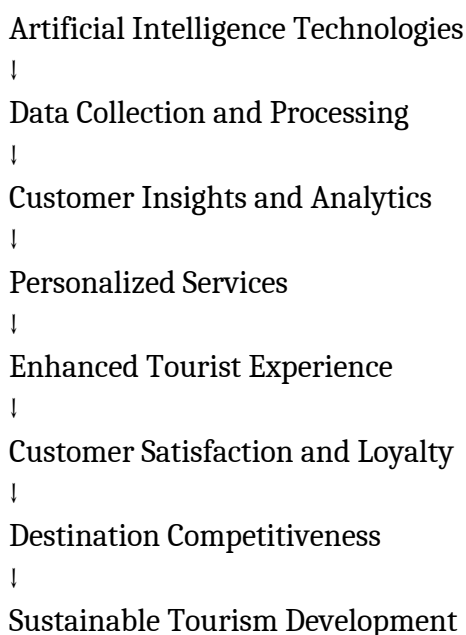 Artificial Intelligence Technologies
↓
Data Collection and Processing
↓
Customer Insights and Analytics
↓
Personalized Services
↓
Enhanced Tourist Experience
↓
Customer Satisfaction and Loyalty
↓
Destination Competitiveness
↓
Sustainable Tourism Development